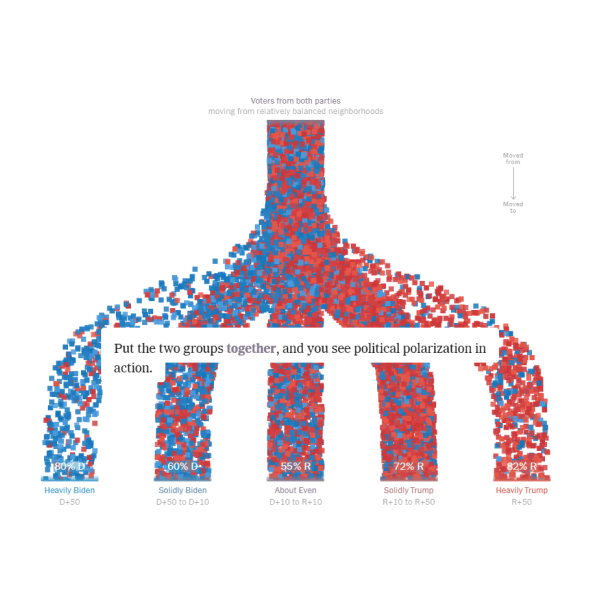 Voters from both parties
moving from relatively balanced neighborhoods
Moved
from
Moved
to
Put the two groups together, and you see political polarization in
action.
80% D
60% D
55% R
72% R
82% R
Heavily Biden
Solidly Biden
About Even
Solidly Trump
Heavily Trump
D+50
D+50 to D+10
D+10 to R+10
R+10 to R+50
R+50